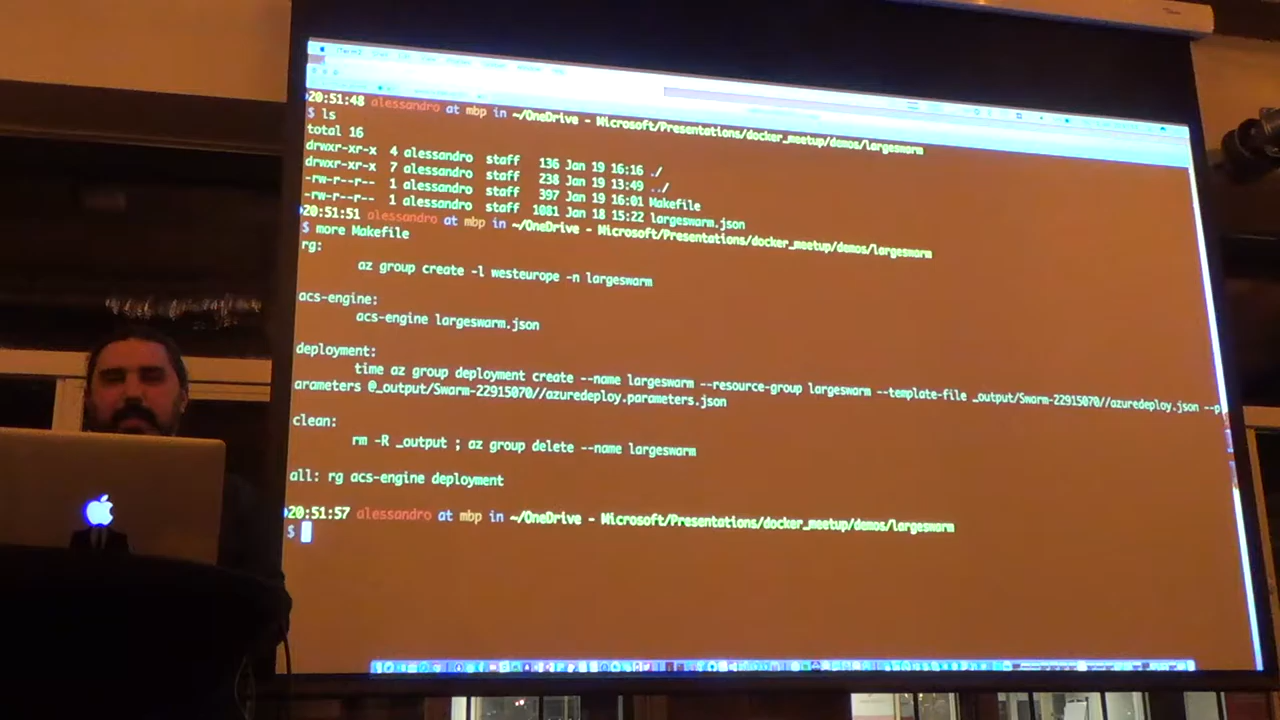 20:51:48 alessandro at mbp in ~/OneDrive - Microsoft/Presentations/docker_meetup/demos/largeswarm
$ ls
total 16
drwxr-xr-x 4 alessandro staff 136 Jan 19 16:16 ./
drwxr-xr-x 7 alessandro staff 238 Jan 19 13:49 ../
-rw-r--r-- 1 alessandro staff 397 Jan 19 16:01 Makefile
-rw-r--r-- 1 alessandro staff 1081 Jan 18 15:22 largeswarm.json
20:51:51 alessandro at mbp in ~/OneDrive - Microsoft/Presentations/docker_meetup/demos/largeswarm
$ more Makefile
rg:
az group create -l westeurope -n largeswarm
acs-engine:
acs-engine largeswarm.json
deployment:
time az group deployment create --name largeswarm --resource-group largeswarm --template-file _output/Swarm-22915070//azuredeploy.json --p
arameters @_output/Swarm-22915070//azuredeploy.parameters.json
clean:
rm -R _output ; az group delete --name largeswarm
all: rg acs-engine deployment
20:51:57 alessandro at mbp in ~/OneDrive - Microsoft/Presentations/docker_meetup/demos/largeswarm
$